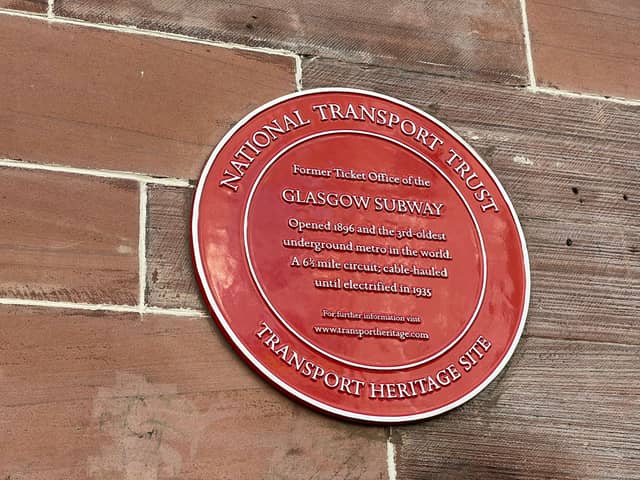 NATIONAL TRANSPORT TRUST
Former Ticket Office of the
GLASGOW SUBWAY
Opened 1896 and the 3rd-oldest
underground metro in the world.
A 6½ mile circuit; cable-hauled
until electrified in 1935
For further information visit
www.transportheritage.com
TRANSPORT HERITAGE SITE